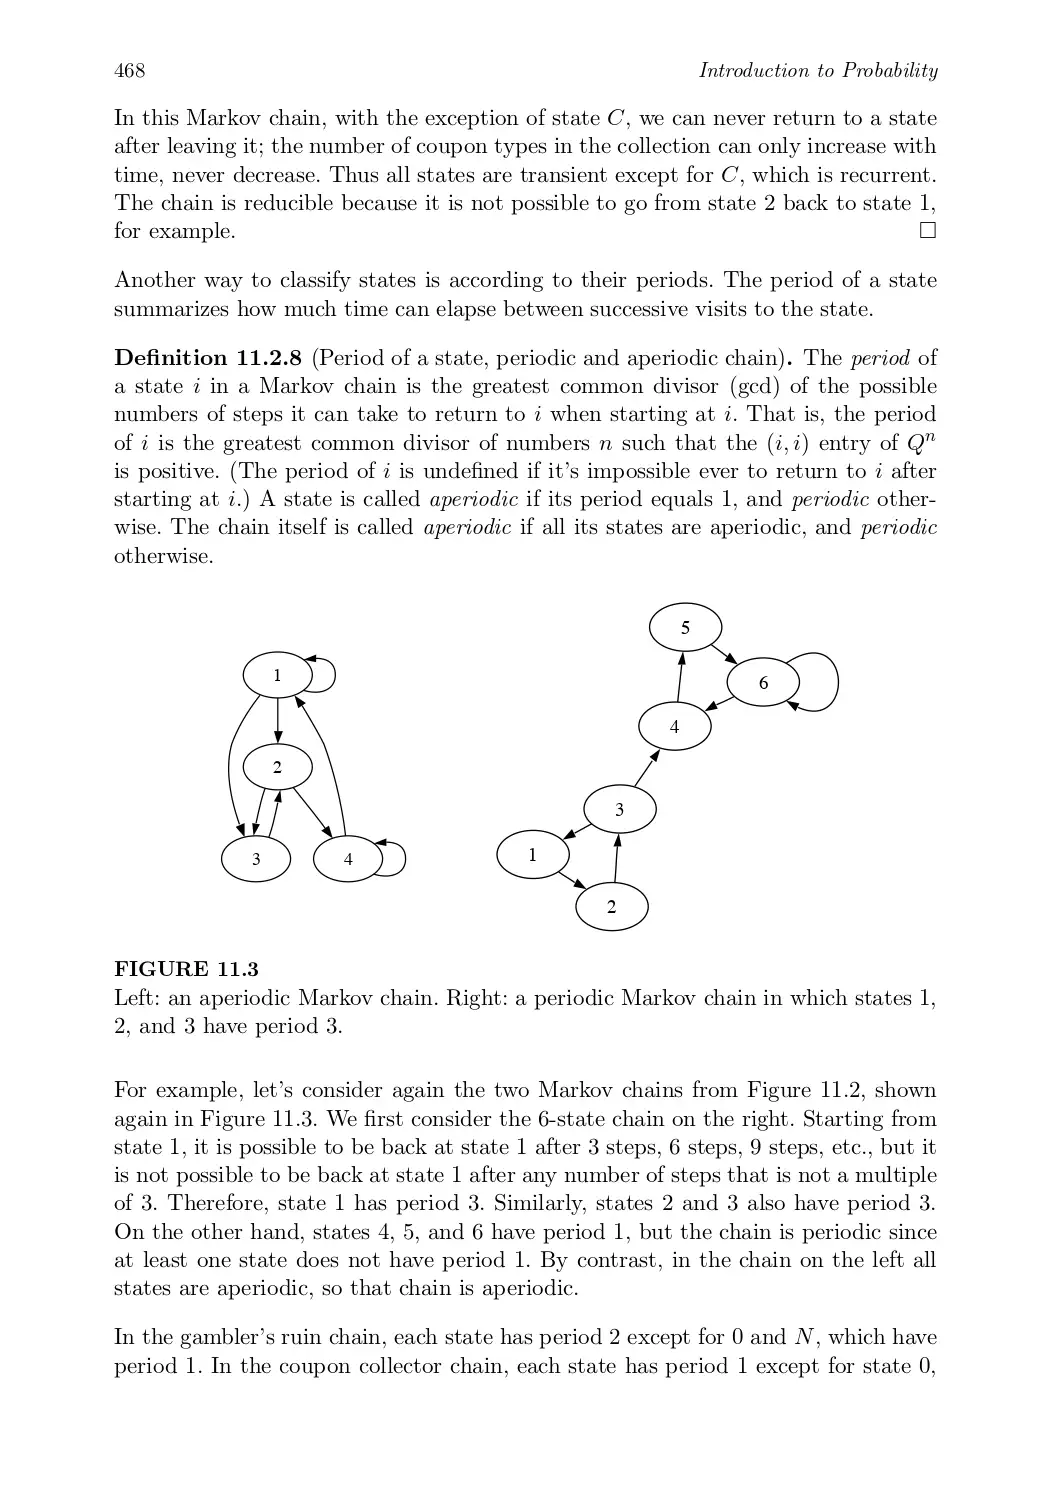 468
Introduction to Probability
In this Markov chain, with the exception of state C, we can never return to a state
after leaving it; the number of coupon types in the collection can only increase with
time, never decrease. Thus all states are transient except for C, which is recurrent.
The chain is reducible because it is not possible to go from state 2 back to state 1,
for example. □
Another way to classify states is according to their periods. The period of a state
summarizes how much time can elapse between successive visits to the state.
Definition 11.2.8 (Period of a state, periodic and aperiodic chain). The period of
a state i in a Markov chain is the greatest common divisor (gcd) of the possible
numbers of steps it can take to return to i when starting at i. That is, the period
of i is the greatest common divisor of numbers n such that the (i, i) entry of Qⁿ
is positive. (The period of i is undefined if it's impossible ever to return to i after
starting at i.) A state is called aperiodic if its period equals 1, and periodic other-
wise. The chain itself is called aperiodic if all its states are aperiodic, and periodic
otherwise.
1
2
3
4
5
6
4
3
1
2
FIGURE 11.3
Left: an aperiodic Markov chain. Right: a periodic Markov chain in which states 1,
2, and 3 have period 3.
For example, let's consider again the two Markov chains from Figure 11.2, shown
again in Figure 11.3. We first consider the 6-state chain on the right. Starting from
state 1, it is possible to be back at state 1 after 3 steps, 6 steps, 9 steps, etc., but it
is not possible to be back at state 1 after any number of steps that is not a multiple
of 3. Therefore, state 1 has period 3. Similarly, states 2 and 3 also have period 3.
On the other hand, states 4, 5, and 6 have period 1, but the chain is periodic since
at least one state does not have period 1. By contrast, in the chain on the left all
states are aperiodic, so that chain is aperiodic.
In the gambler's ruin chain, each state has period 2 except for 0 and N, which have
period 1. In the coupon collector chain, each state has period 1 except for state 0,